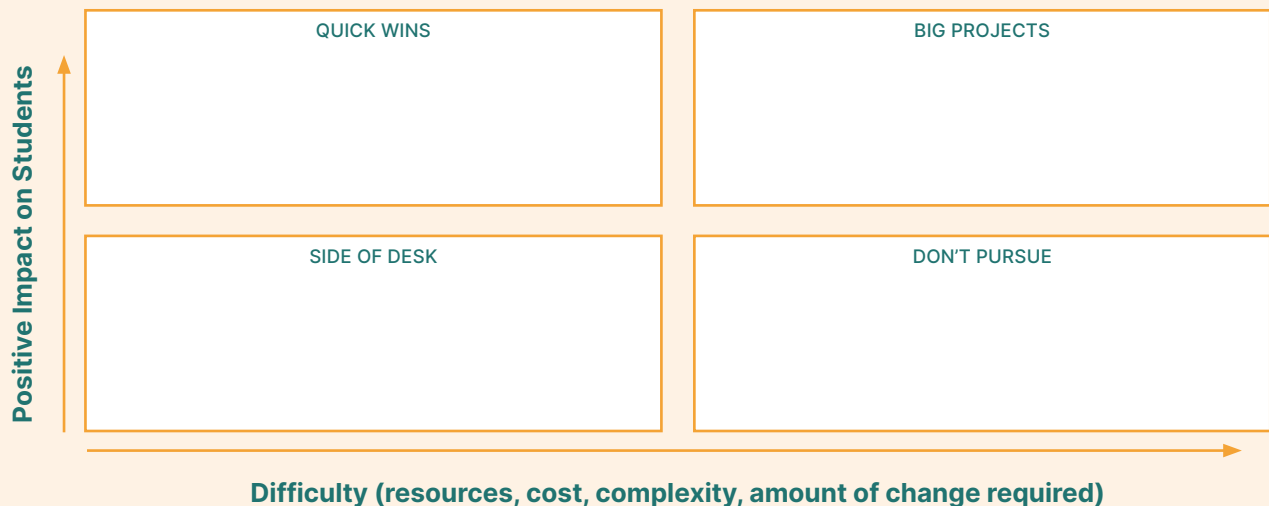 QUICK WINS
BIG PROJECTS
Positive Impact on Students
SIDE OF DESK
DON’T PURSUE
Difficulty (resources, cost, complexity, amount of change required)